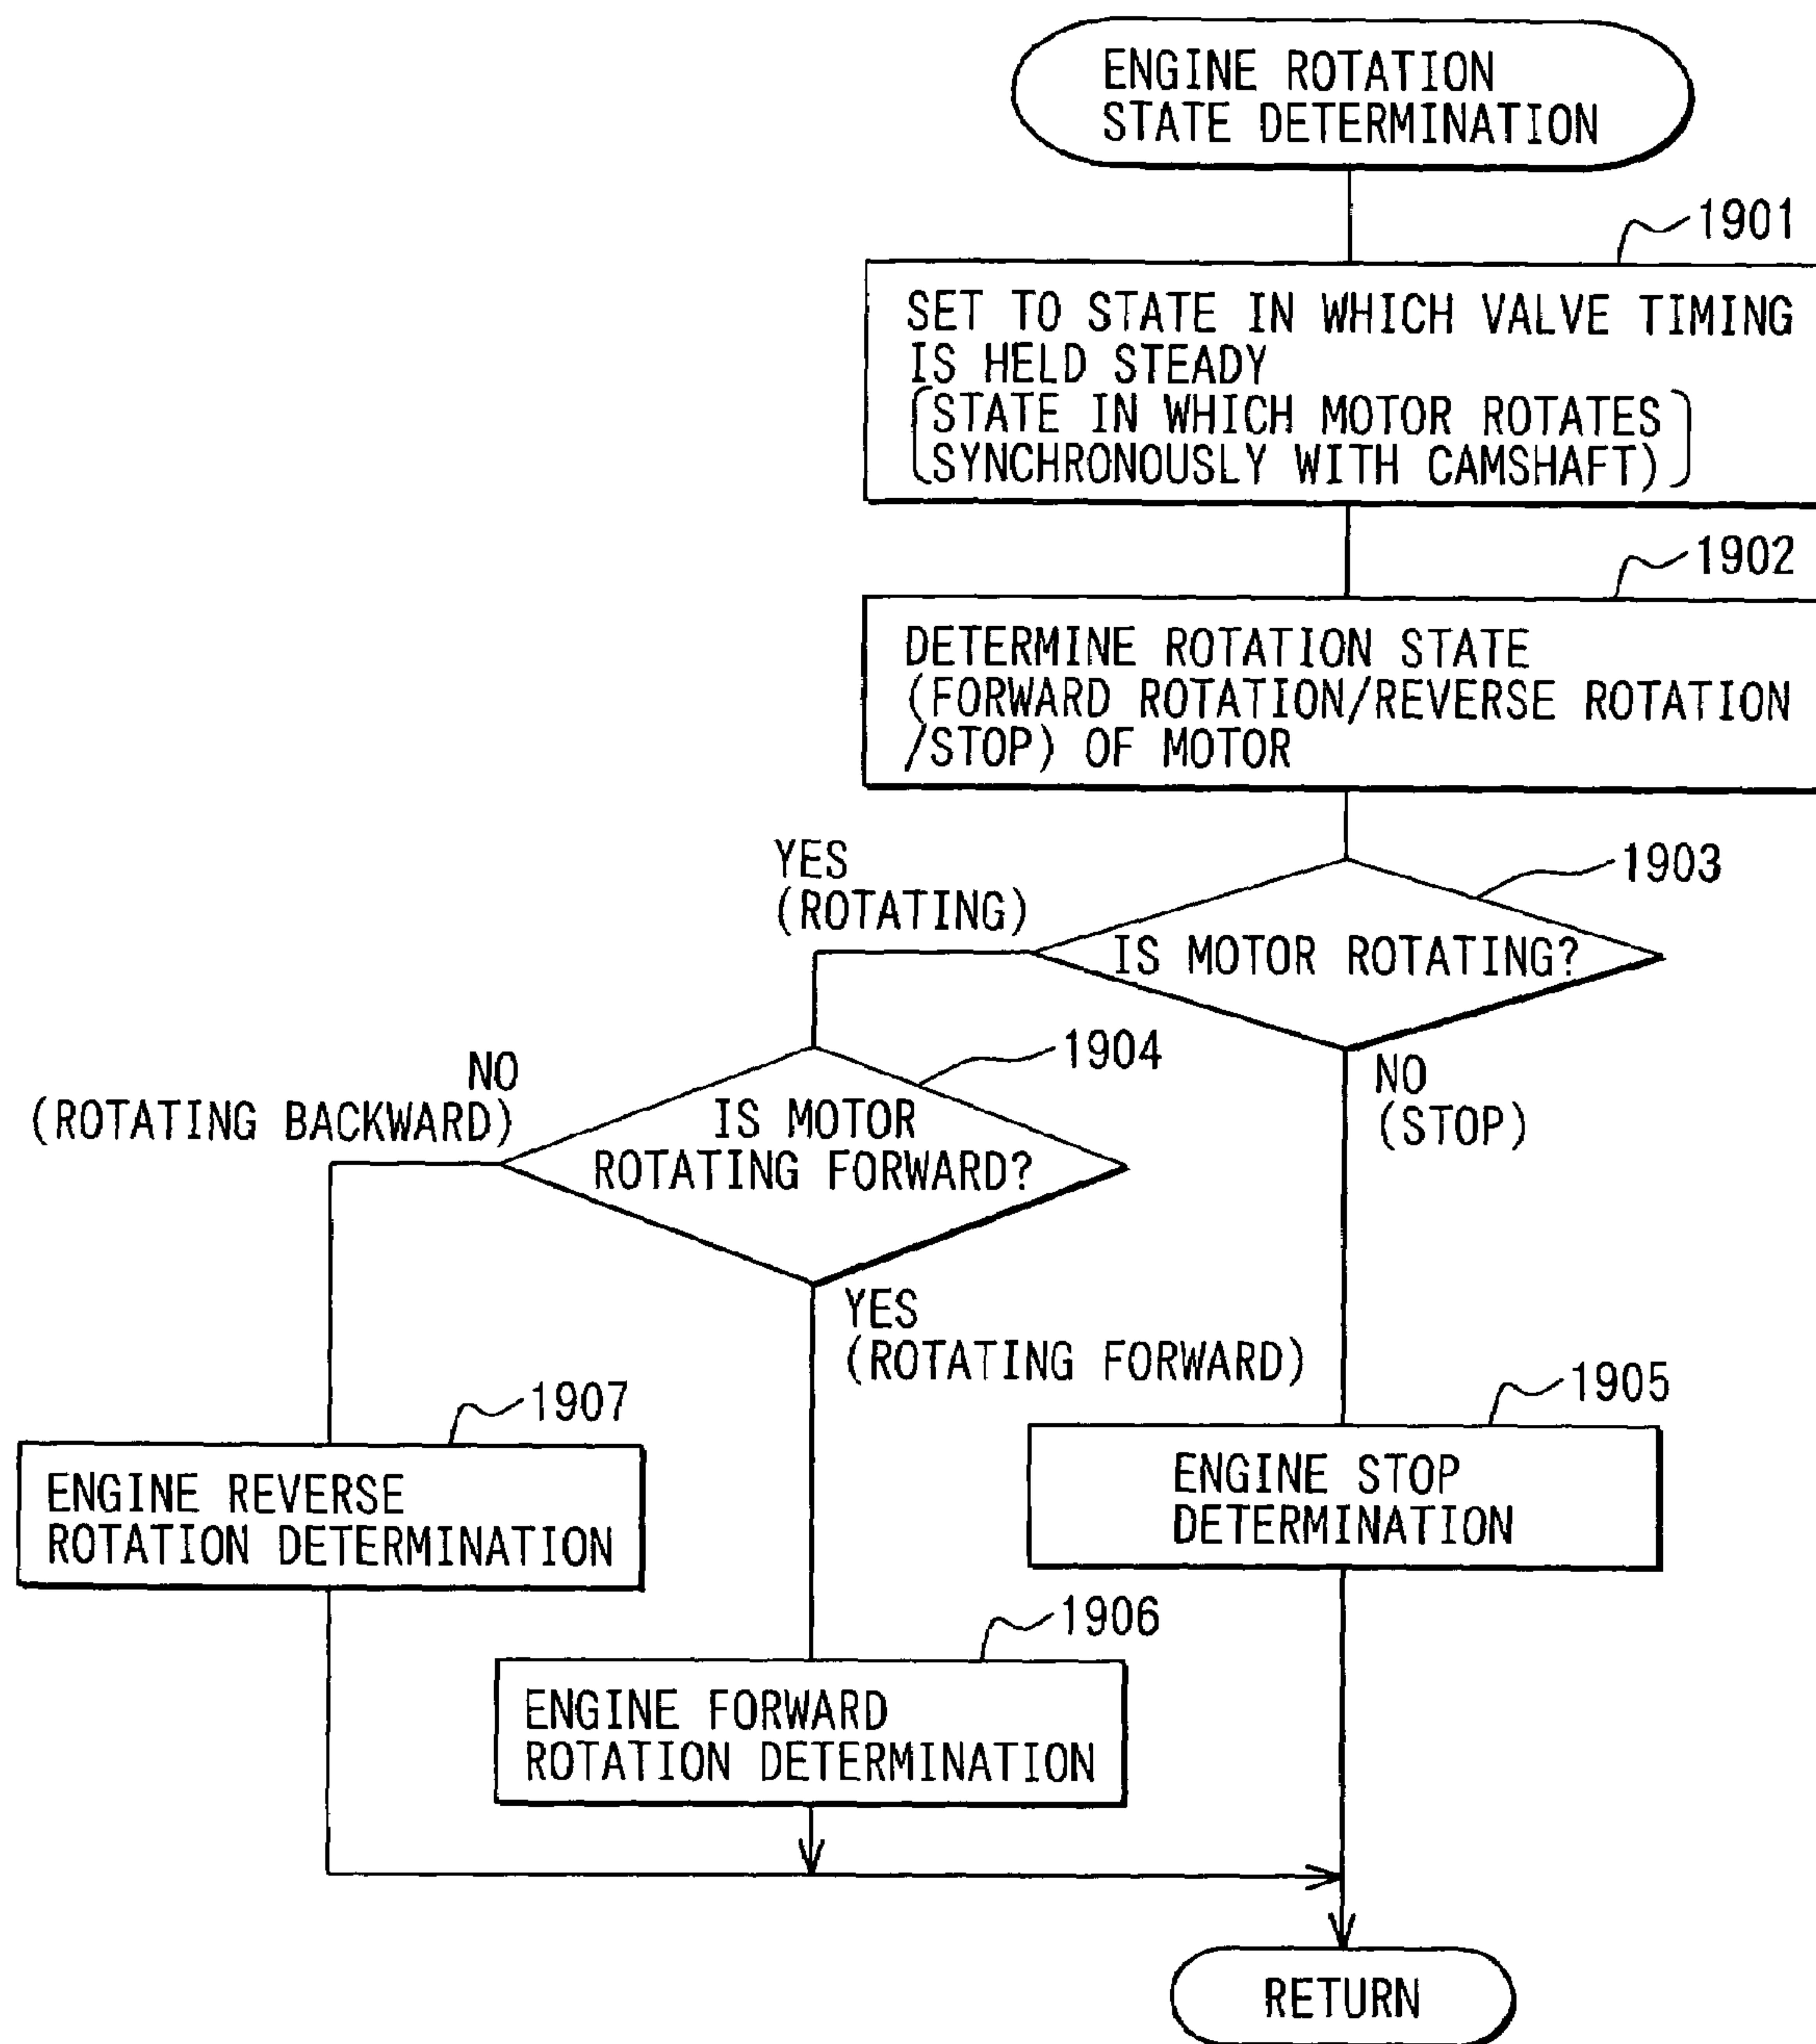 ENGINE ROTATION
STATE DETERMINATION
1901
SET TO STATE IN WHICH VALVE TIMING
IS HELD STEADY
(STATE IN WHICH MOTOR ROTATES
SYNCHRONOUSLY WITH CAMSHAFT))
1902
DETERMINE ROTATION STATE
(FORWARD ROTATION/REVERSE ROTATION
/STOP) OF MOTOR
YES
(ROTATING)
1903
IS MOTOR ROTATING?
1904
NO
(ROTATING BACKWARD)
IS MOTOR
ROTATING FORWARD?
NO
(STOP)
YES
(ROTATING FORWARD)
1907
ENGINE REVERSE
ROTATION DETERMINATION
1905
ENGINE STOP
DETERMINATION
1906
ENGINE FORWARD
ROTATION DETERMINATION
RETURN